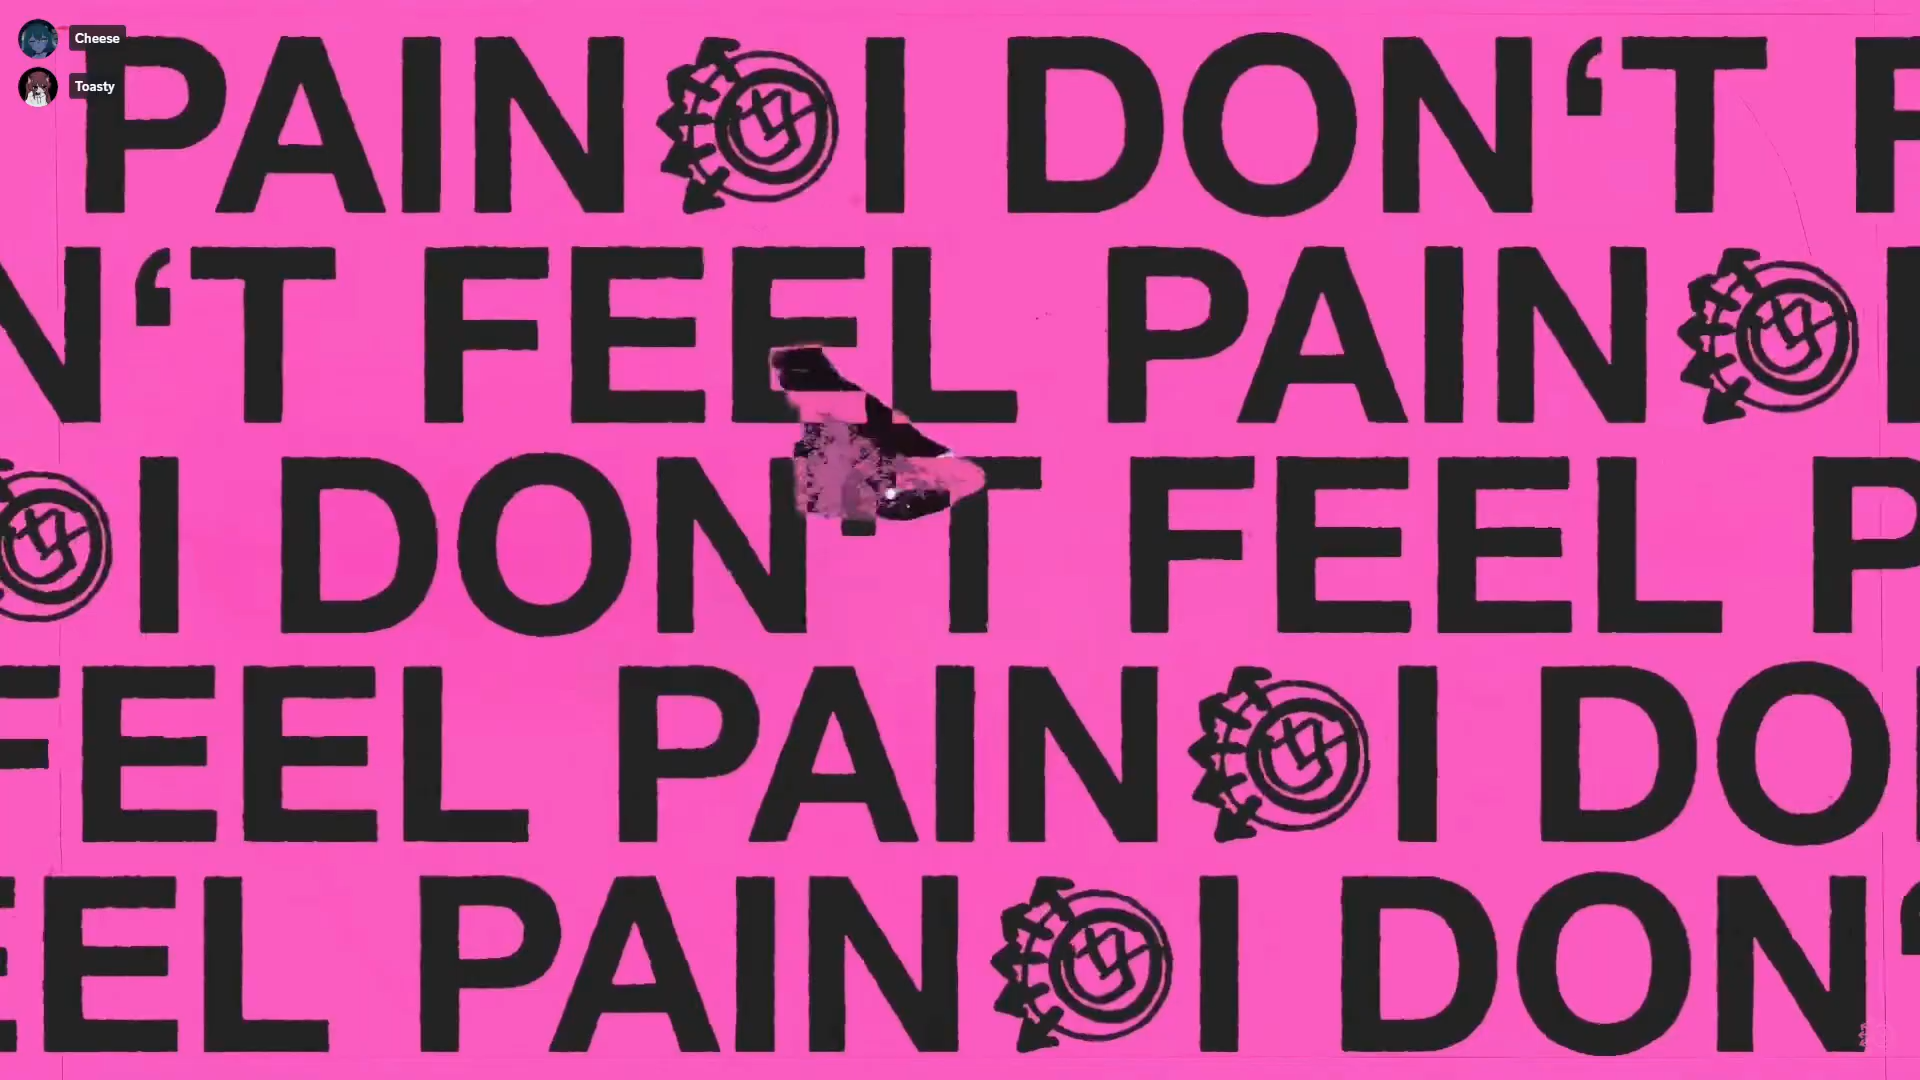 Cheese
Toasty
PAIN I DON‘T F
N‘T FEEL PAIN I
I DON'T FEEL P
FEEL PAIN I DO
EEL PAIN I DON‘